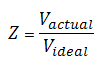 Z = V_actual / V_ideal